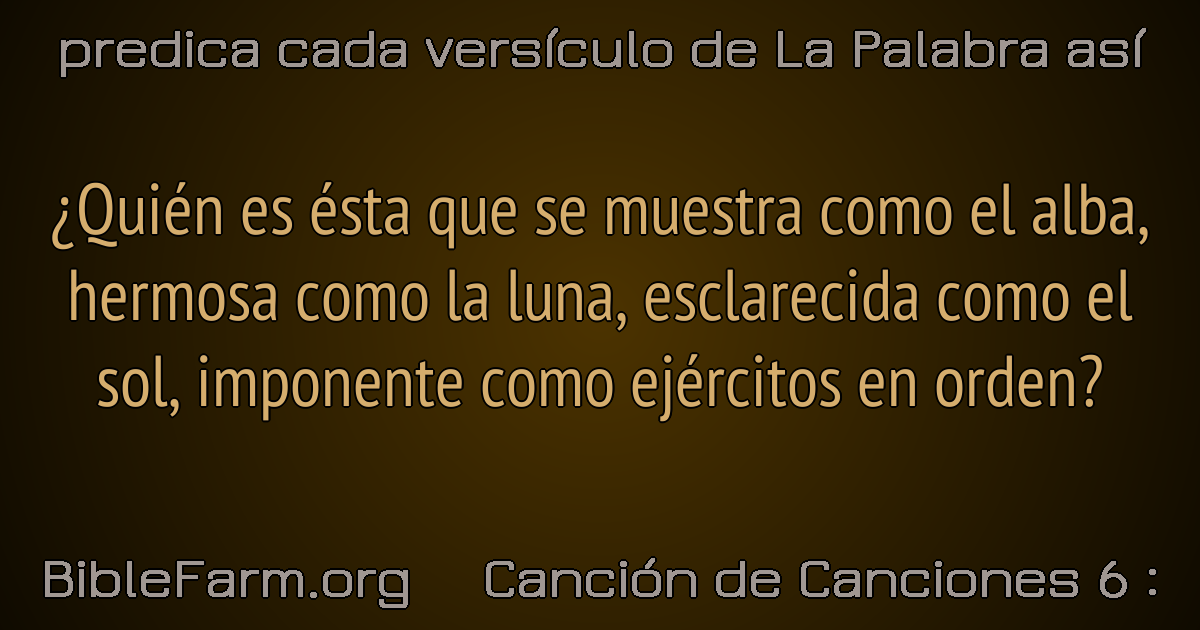 predica cada versículo de La Palabra así
¿Quién es ésta que se muestra como el alba,
hermosa como la luna, esclarecida como el
sol, imponente como ejércitos en orden?
BibleFarm.org Canción de Canciones 6 :